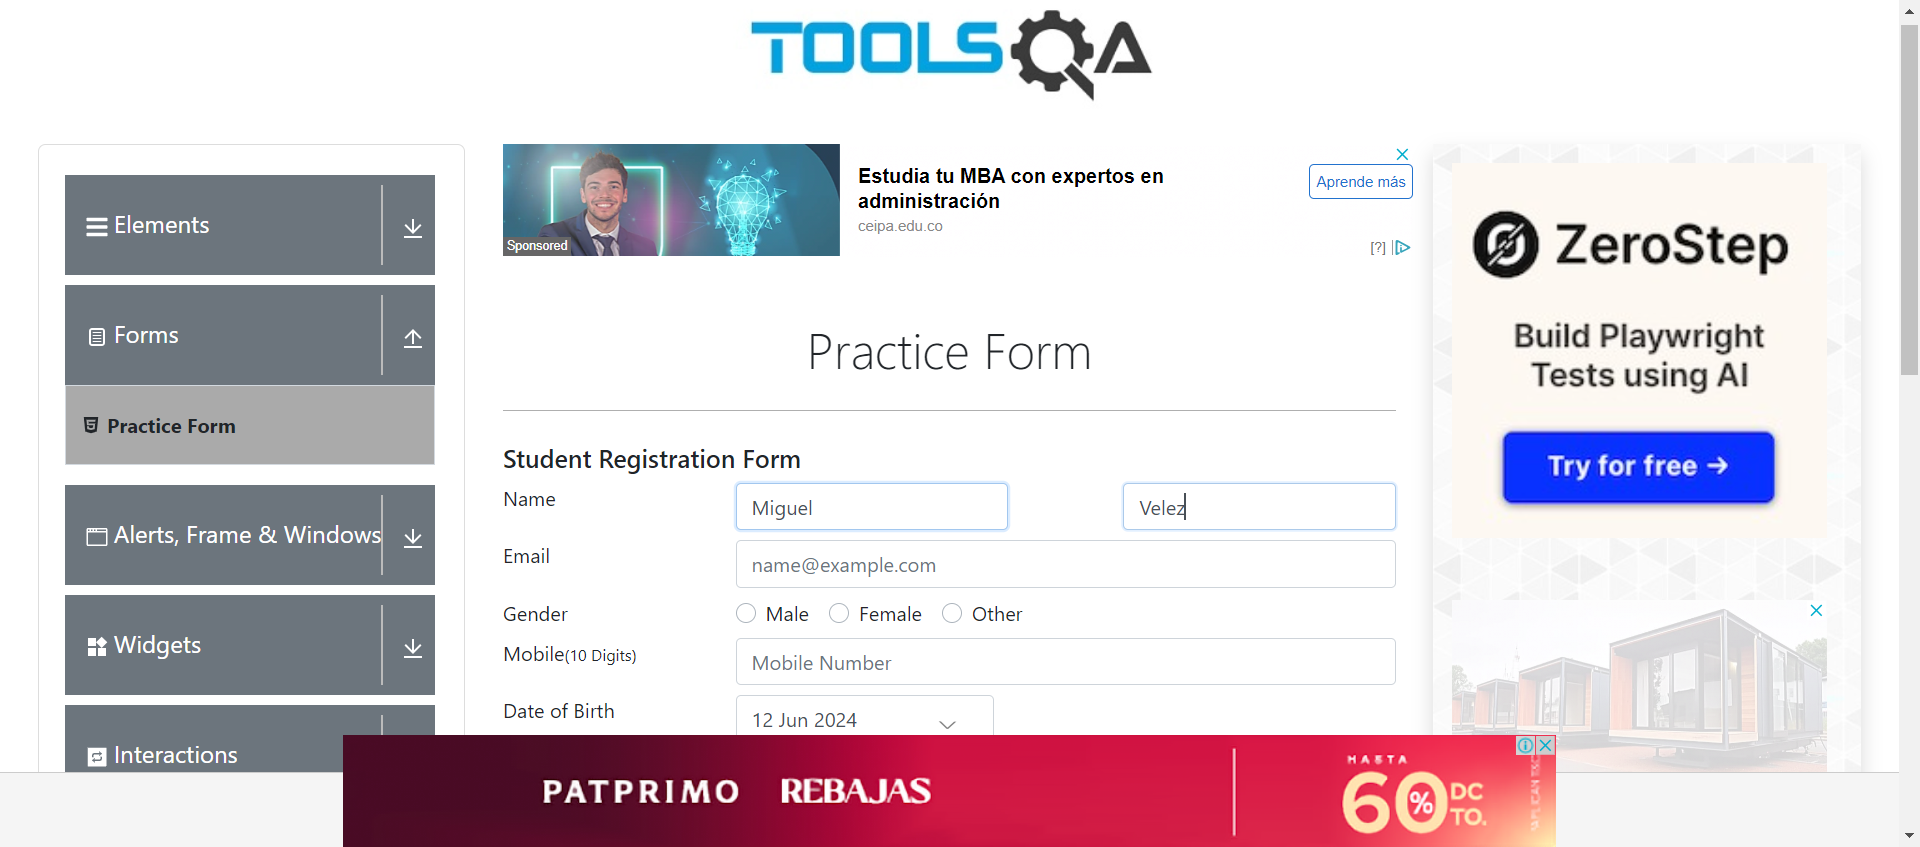 TOOLSQA
Elements
Forms
Practice Form
Alerts, Frame & Windows
Widgets
Interactions
Sponsored
Estudia tu MBA con expertos en
administración
ceipa.edu.co
Aprende más
[?]
Practice Form
Student Registration Form
Name
Miguel
Velez
Email
name@example.com
Gender
Male
Female
Other
Mobile(10 Digits)
Mobile Number
Date of Birth
12 Jun 2024
ZeroStep
Build Playwright
Tests using AI
Try for free →
PATPRIMO
REBAJAS
HASTA
60%
DC
TO.